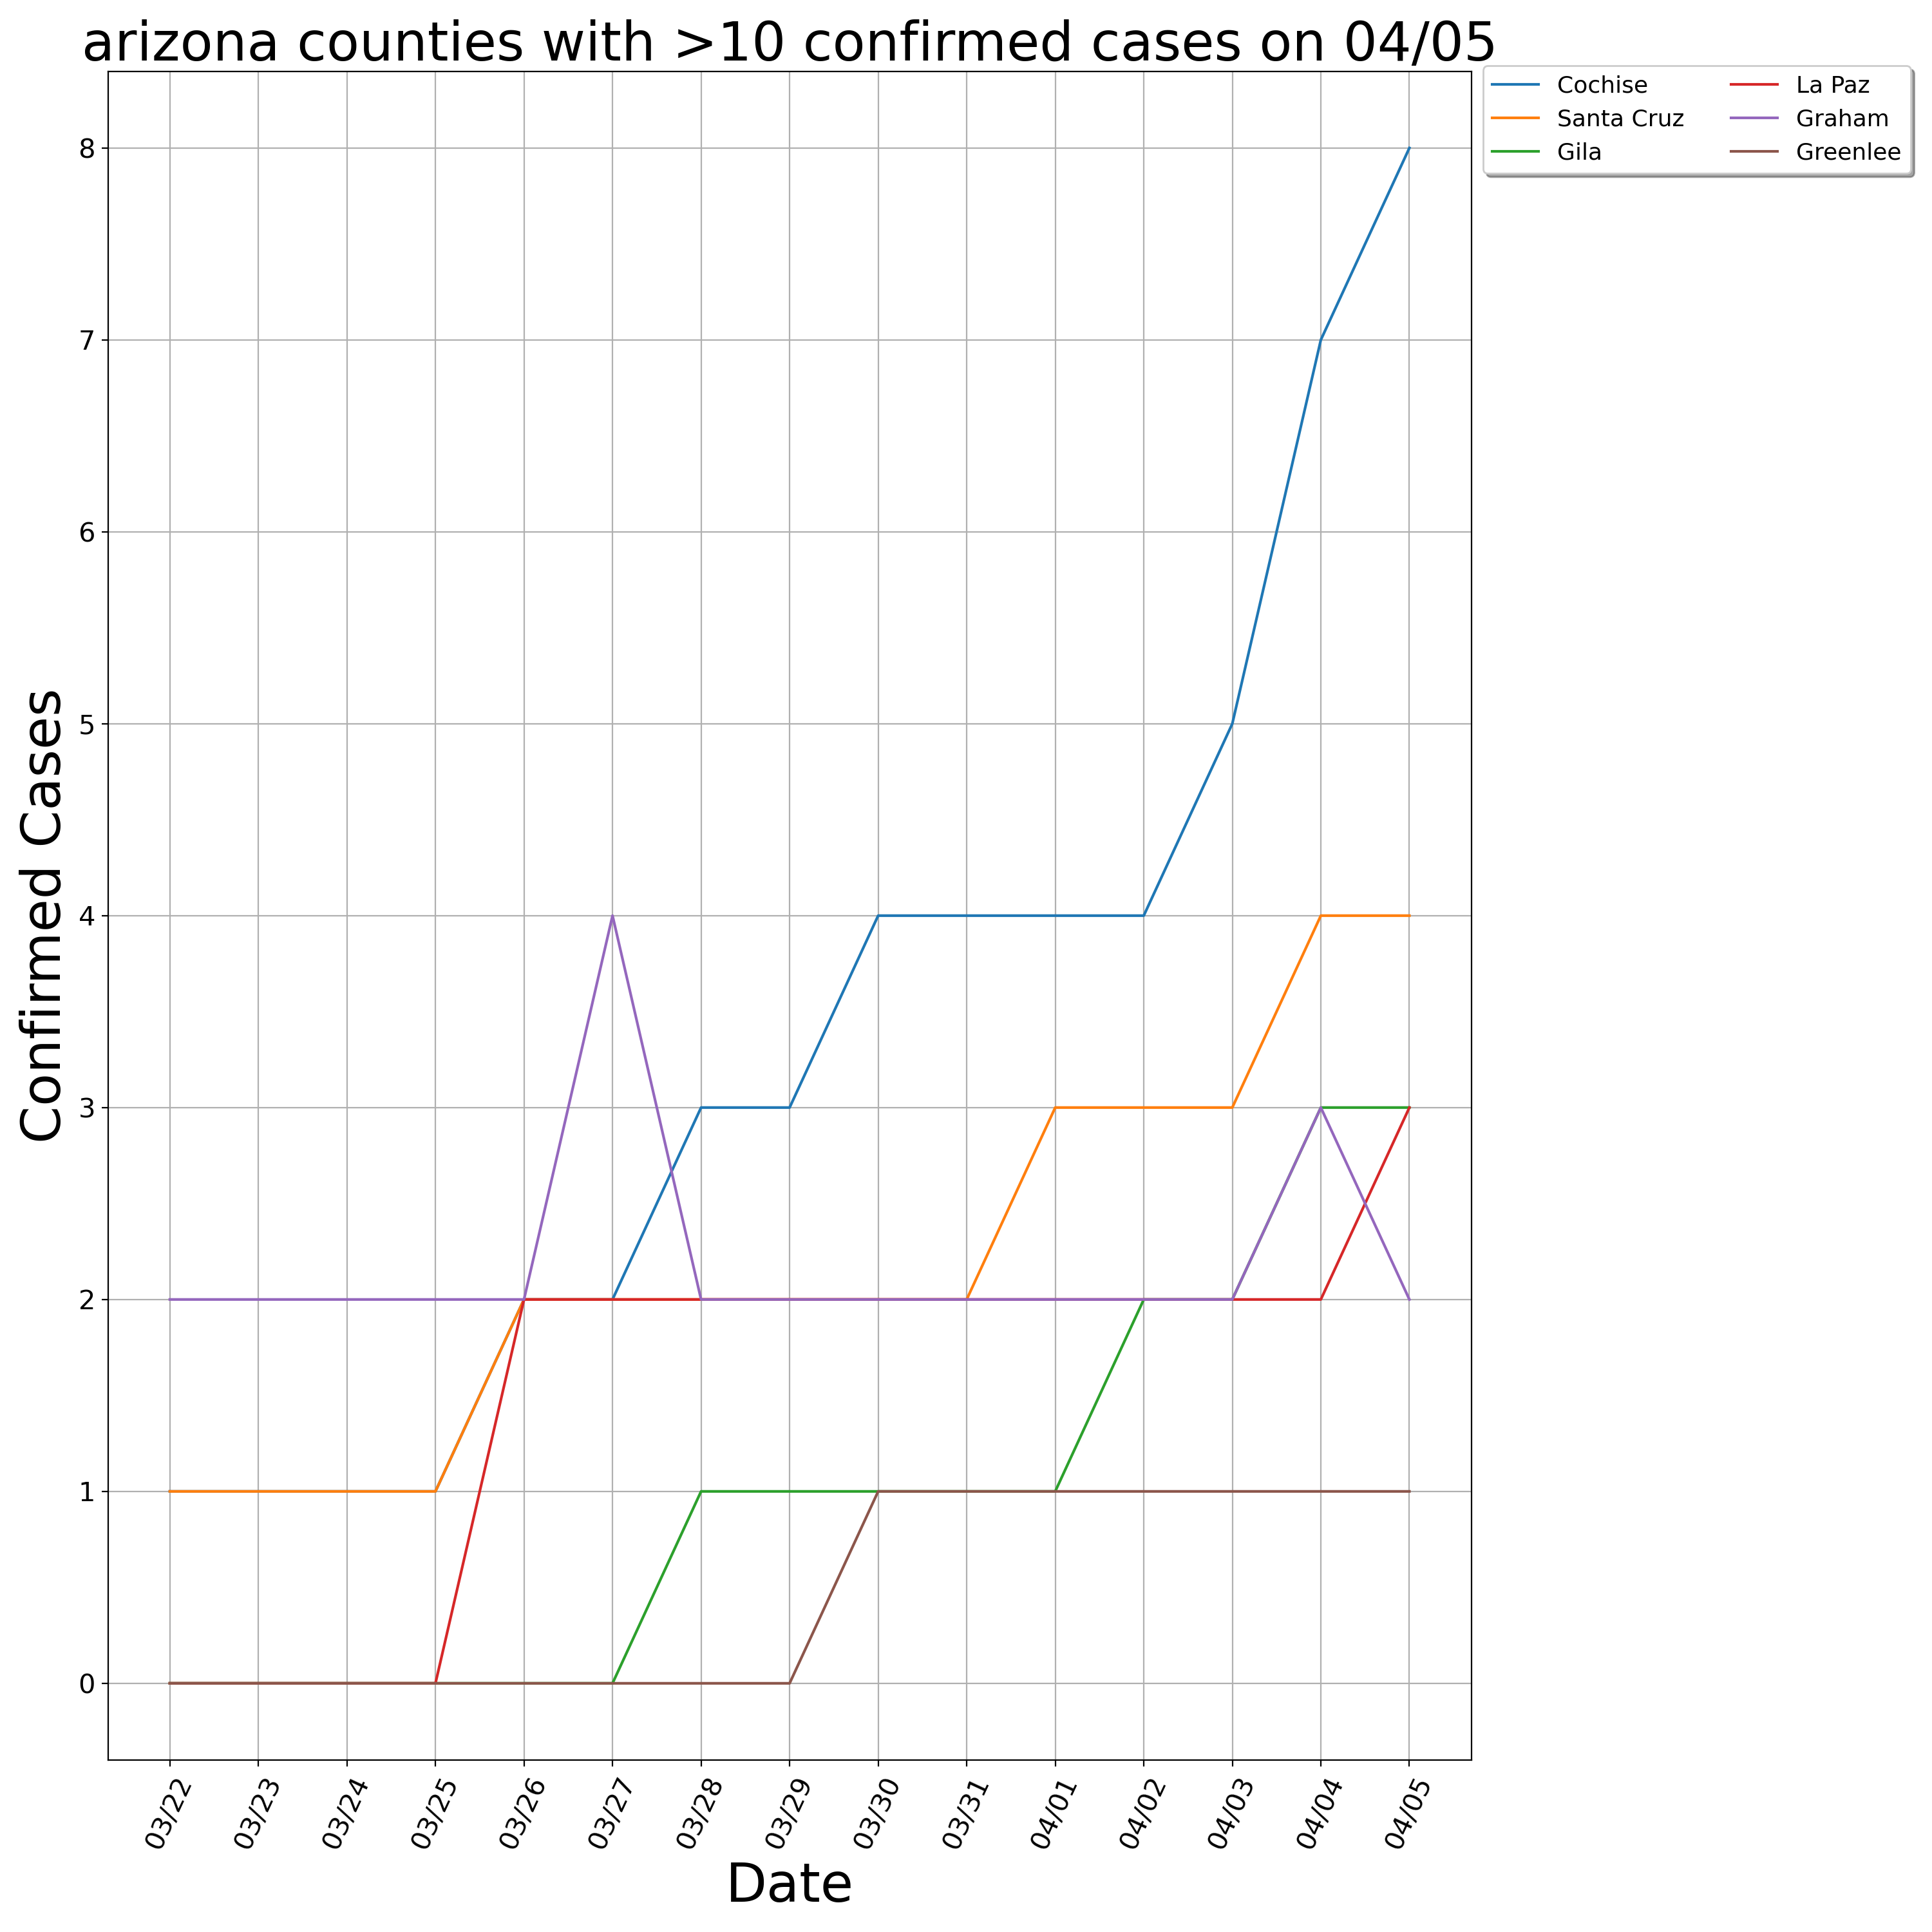 arizona counties with >10 confirmed cases on 04/05
Cochise
Santa Cruz
Gila
La Paz
Graham
Greenlee
Confirmed Cases
8
7
6
5
4
3
2
1
0
03/22
03/23
03/24
03/25
03/26
03/27
03/28
03/29
03/30
03/31
04/01
04/02
04/03
04/04
04/05
Date